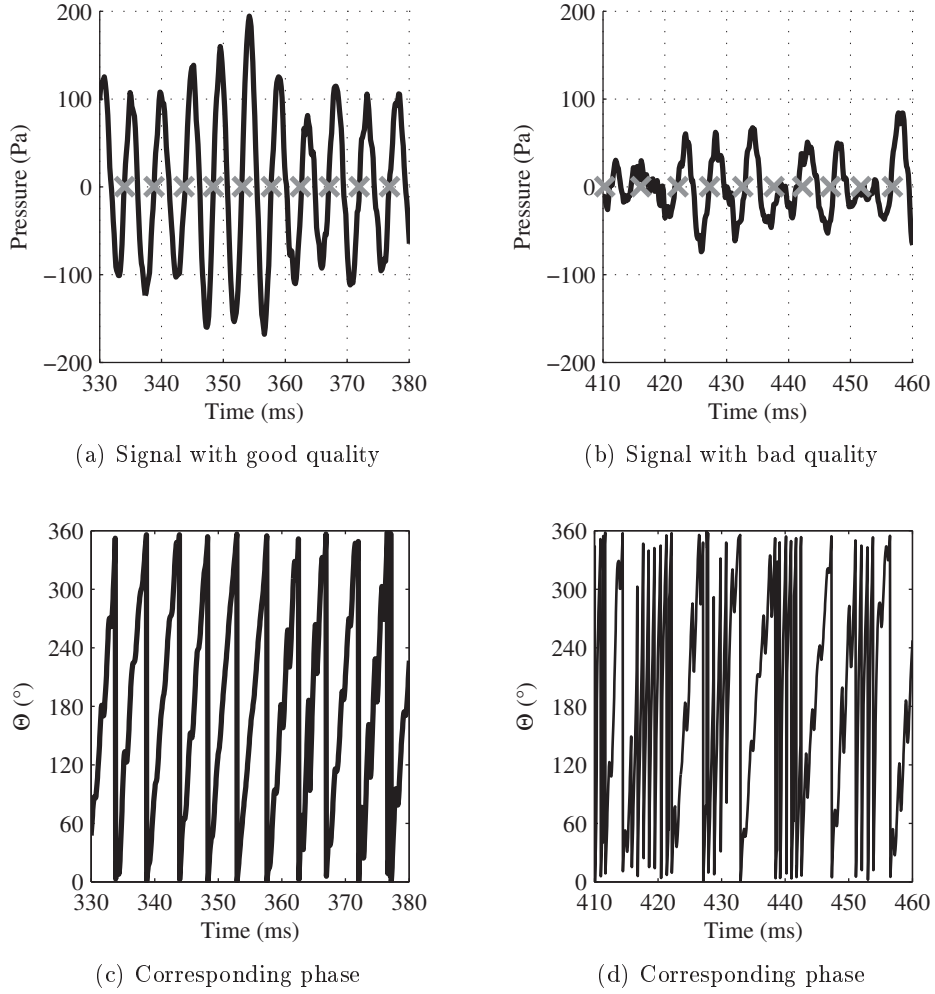 200
100
0
−100
−200
Pressure (Pa)
330 340 350 360 370 380
Time (ms)
(a) Signal with good quality
200
100
0
−100
−200
Pressure (Pa)
410 420 430 440 450 460
Time (ms)
(b) Signal with bad quality
360
300
240
180
120
60
0
Θ (°)
330 340 350 360 370 380
Time (ms)
(c) Corresponding phase
360
300
240
180
120
60
0
Θ (°)
410 420 430 440 450 460
Time (ms)
(d) Corresponding phase